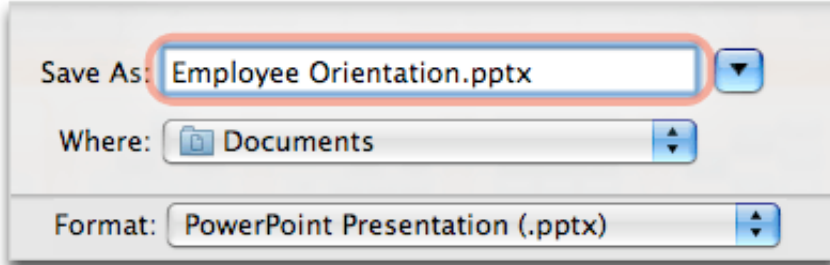 Save As: Employee Orientation.pptx
Where: Documents
Format: PowerPoint Presentation (.pptx)